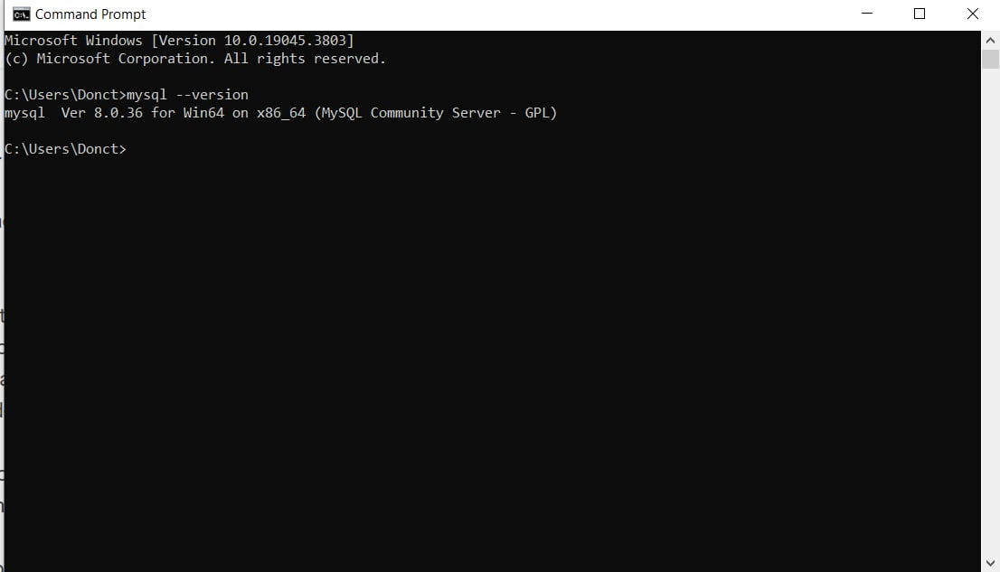 Command Prompt
Microsoft Windows [Version 10.0.19045.3803]
(c) Microsoft Corporation. All rights reserved.
C:\Users\Donct>mysql --version
mysql  Ver 8.0.36 for Win64 on x86_64 (MySQL Community Server - GPL)
C:\Users\Donct>